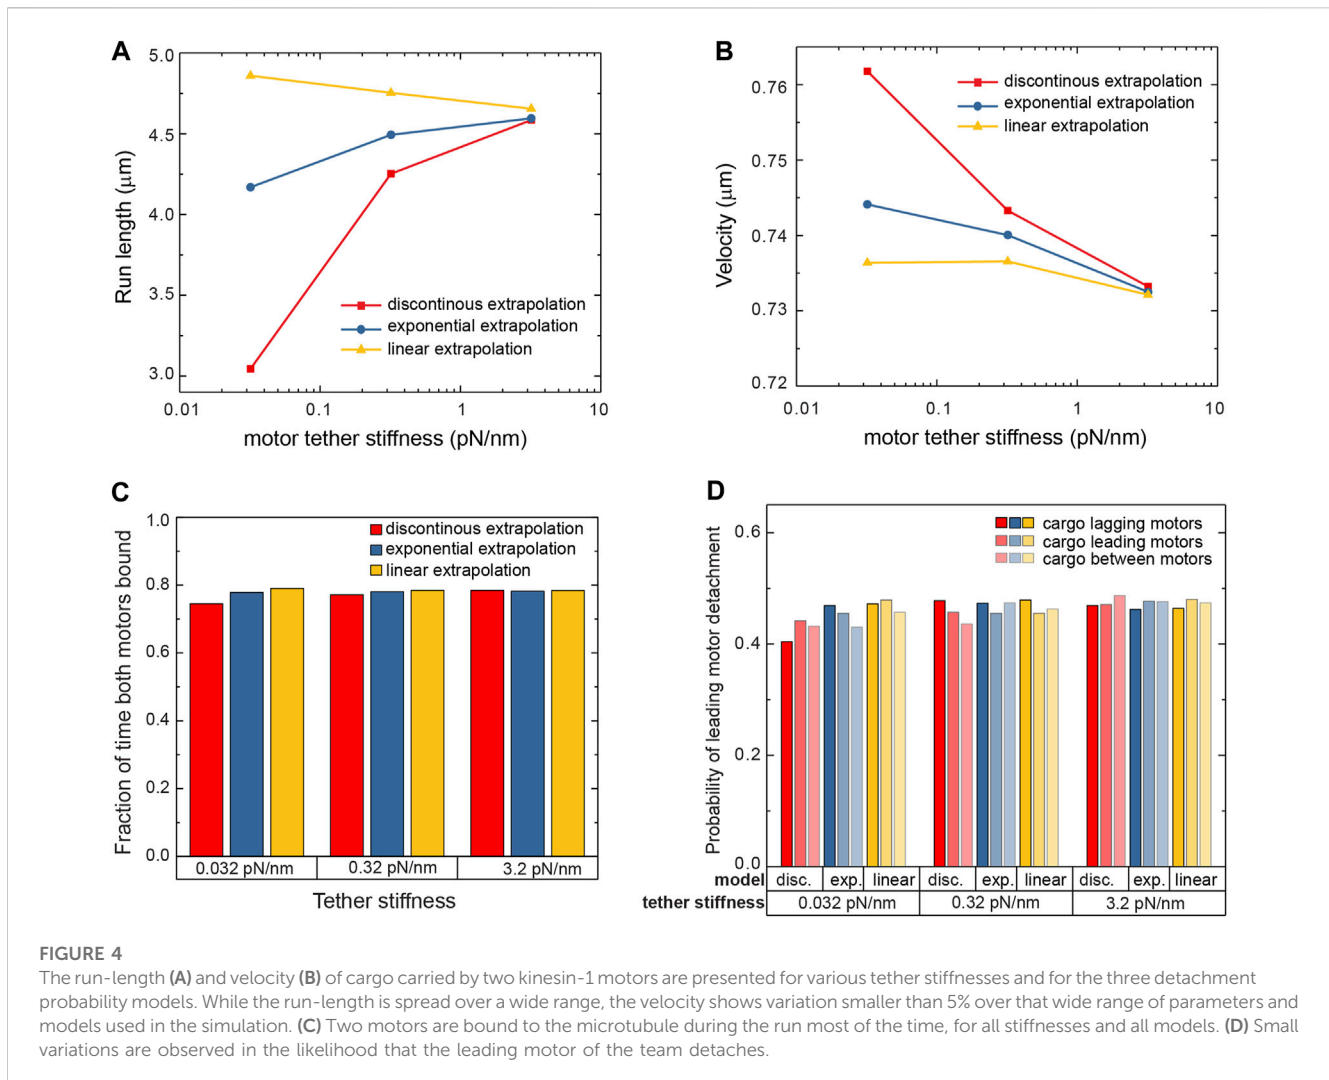 A
5.0
4.5
4.0
3.5
3.0
Run length (μm)
discontinous extrapolation
exponential extrapolation
linear extrapolation
0.01 0.1 1 10
motor tether stiffness (pN/nm)
B
0.76
0.75
0.74
0.73
0.72
Velocity (μm)
discontinous extrapolation
exponential extrapolation
linear extrapolation
0.01 0.1 1 10
motor tether stiffness (pN/nm)
C
1.0
0.8
0.6
0.4
0.2
0.0
Fraction of time both motors bound
discontinous extrapolation
exponential extrapolation
linear extrapolation
0.032 pN/nm 0.32 pN/nm 3.2 pN/nm
Tether stiffness
D
0.6
0.4
0.2
0.0
Probability of leading motor detachment
cargo lagging motors
cargo leading motors
cargo between motors
model disc. exp. linear disc. exp. linear disc. exp. linear
tether stiffness 0.032 pN/nm 0.32 pN/nm 3.2 pN/nm
FIGURE 4
The run-length (A) and velocity (B) of cargo carried by two kinesin-1 motors are presented for various tether stiffnesses and for the three detachment
probability models. While the run-length is spread over a wide range, the velocity shows variation smaller than 5% over that wide range of parameters and
models used in the simulation. (C) Two motors are bound to the microtubule during the run most of the time, for all stiffnesses and all models. (D) Small
variations are observed in the likelihood that the leading motor of the team detaches.